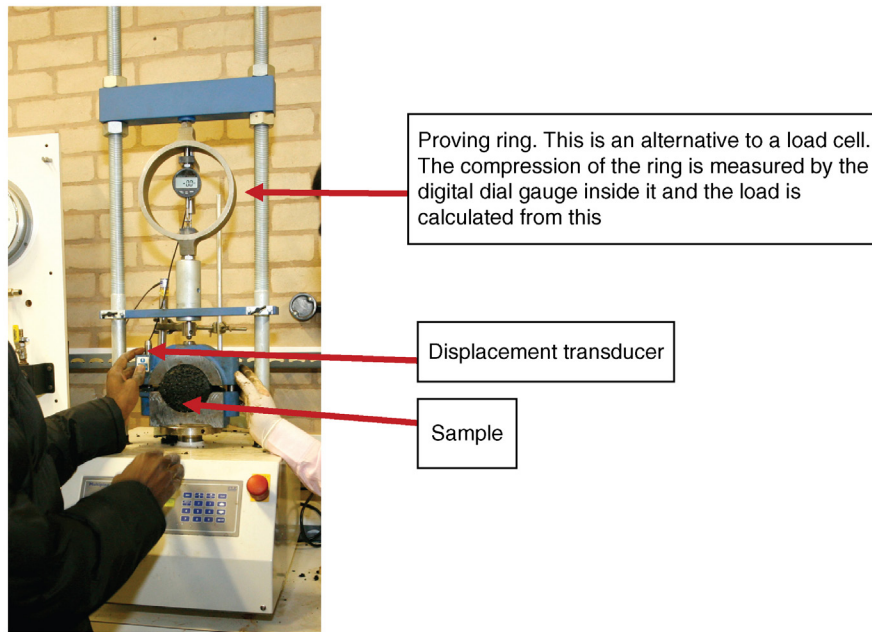 Proving ring. This is an alternative to a load cell.
The compression of the ring is measured by the
digital dial gauge inside it and the load is
calculated from this
Displacement transducer
Sample